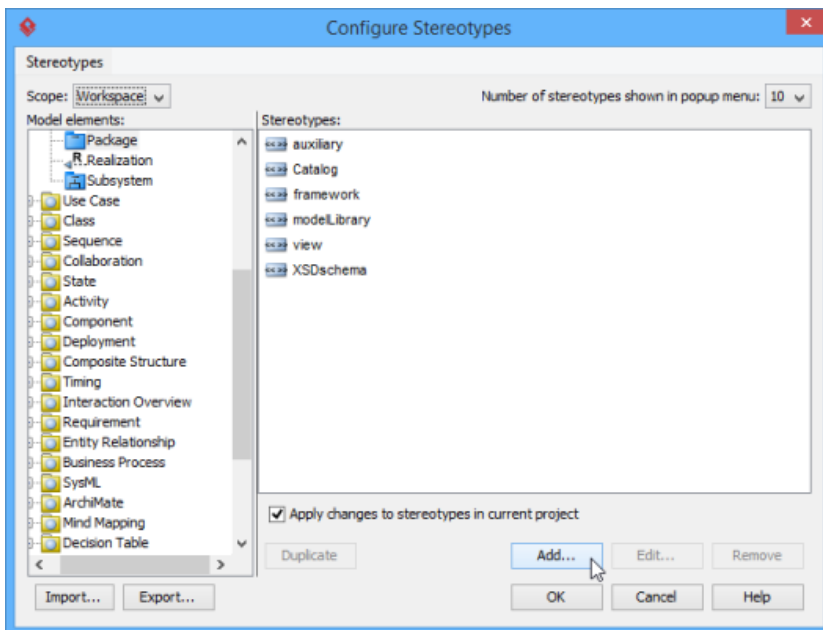 Configure Stereotypes
Stereotypes
Scope: Workspace
Number of stereotypes shown in popup menu: 10
Model elements:
Stereotypes:
Package
Realization
Subsystem
Use Case
Class
Sequence
Collaboration
State
Activity
Component
Deployment
Composite Structure
Timing
Interaction Overview
Requirement
Entity Relationship
Business Process
SysML
ArchiMate
Mind Mapping
Decision Table
auxiliary
Catalog
framework
modelLibrary
view
XSDschema
Apply changes to stereotypes in current project
Duplicate
Add...
Edit...
Remove
Import...
Export...
OK
Cancel
Help